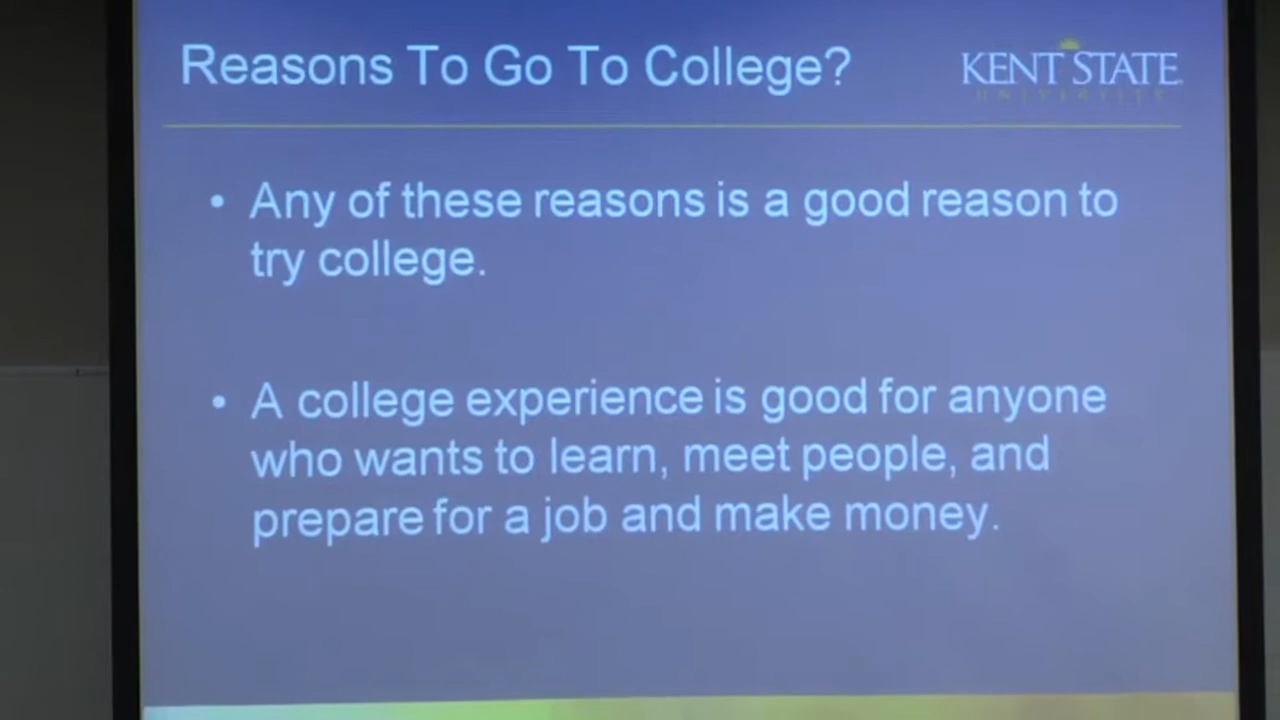 Reasons To Go To College?
KENT STATE
UNIVERSITY
• Any of these reasons is a good reason to
try college.
• A college experience is good for anyone
who wants to learn, meet people, and
prepare for a job and make money.